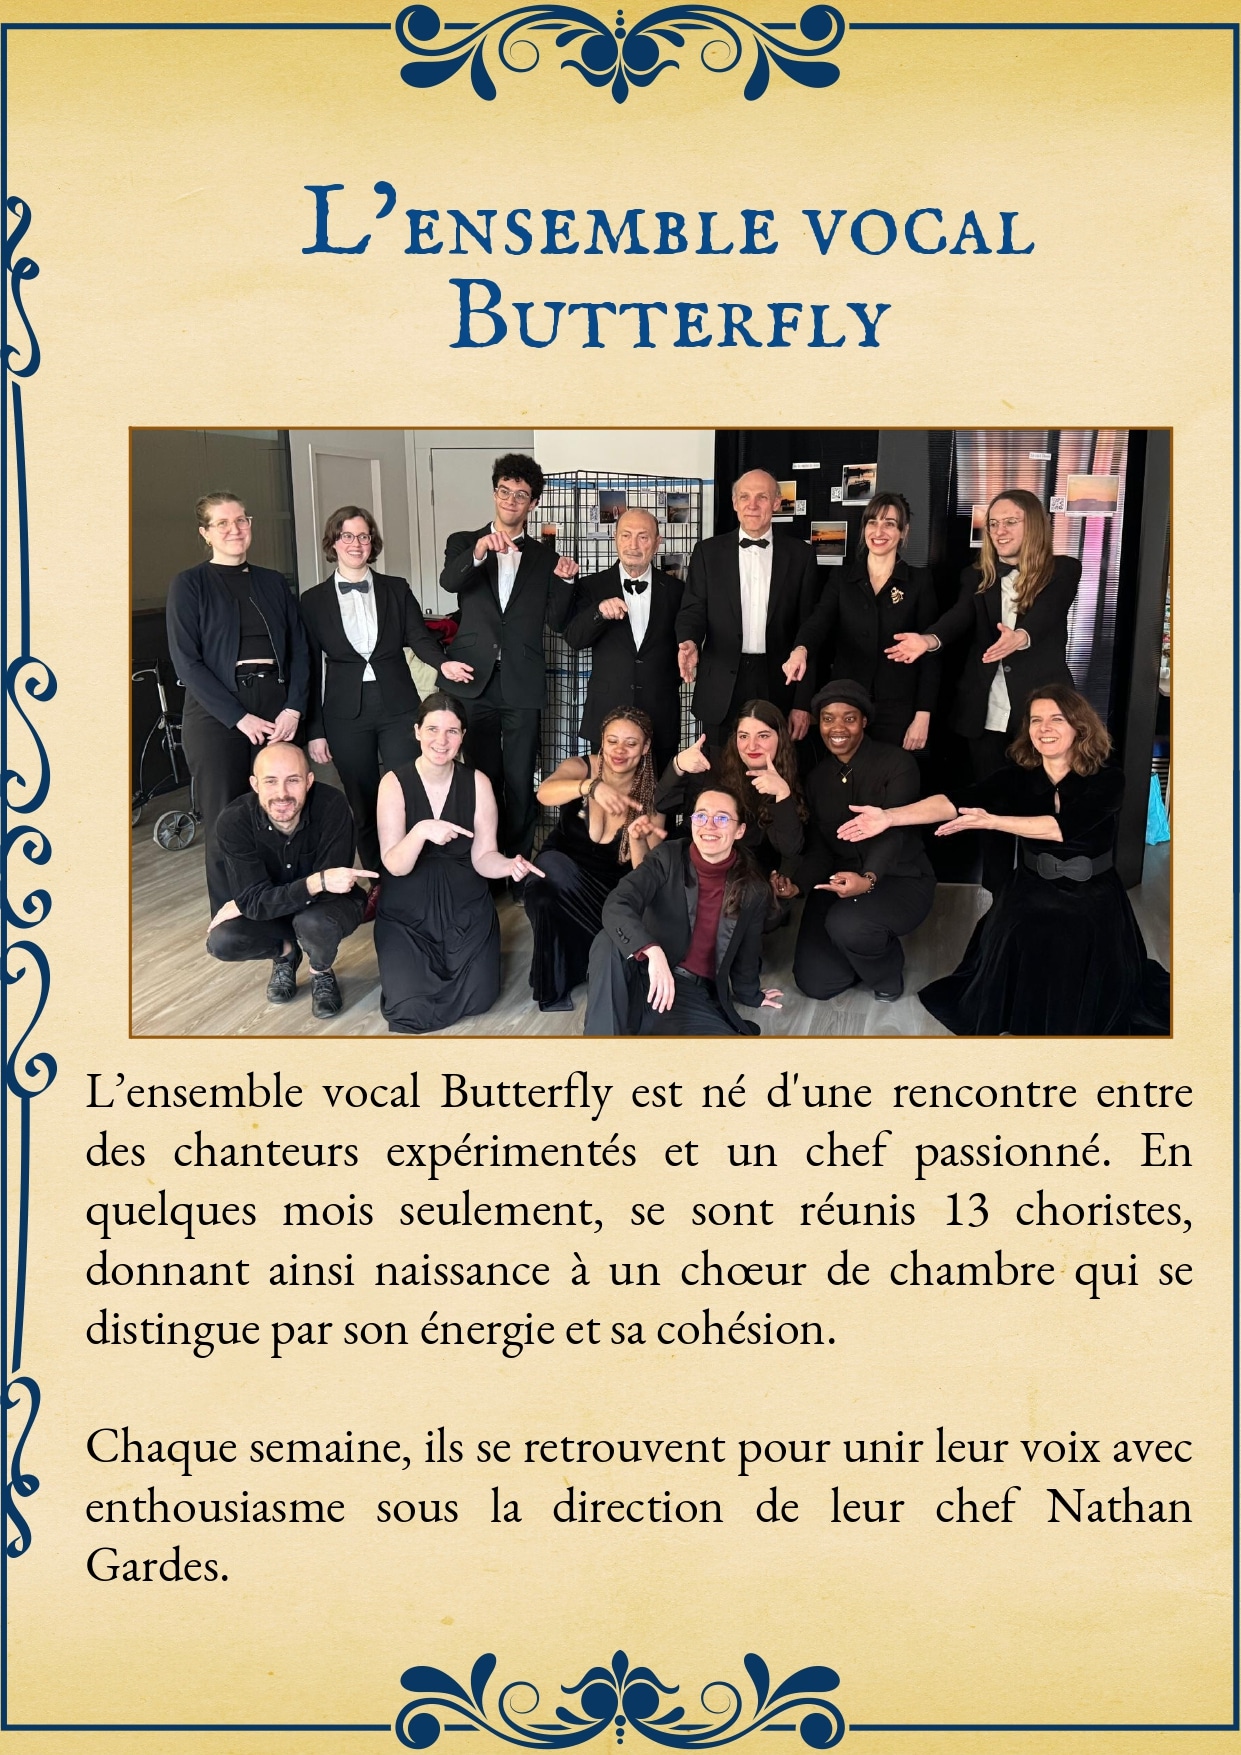 L’ensemble vocal
Butterfly
L’ensemble vocal Butterfly est né d'une rencontre entre
des chanteurs expérimentés et un chef passionné. En
quelques mois seulement, se sont réunis 13 choristes,
donnant ainsi naissance à un chœur de chambre qui se
distingue par son énergie et sa cohésion.
Chaque semaine, ils se retrouvent pour unir leur voix avec
enthousiasme sous la direction de leur chef Nathan
Gardes.